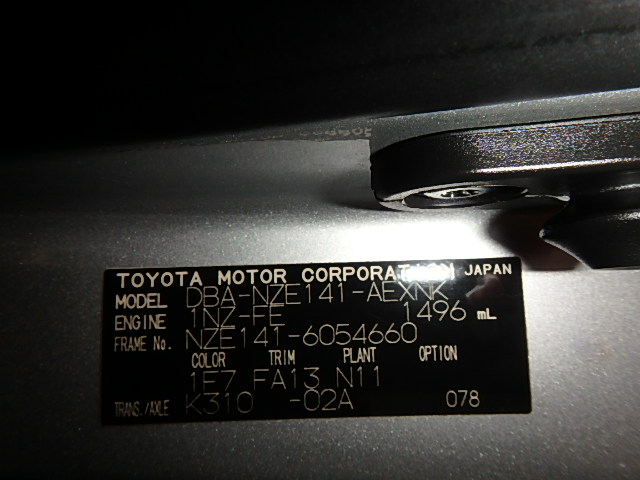 TOYOTA MOTOR CORPORATION JAPAN
MODEL DBA-NZE141-AEXNK
ENGINE 1NZ-FE 1496 mL
FRAME No. NZE141-6054660
COLOR TRIM PLANT OPTION
1E7 FA13 N11
TRANS./AXLE K310 -02A 078